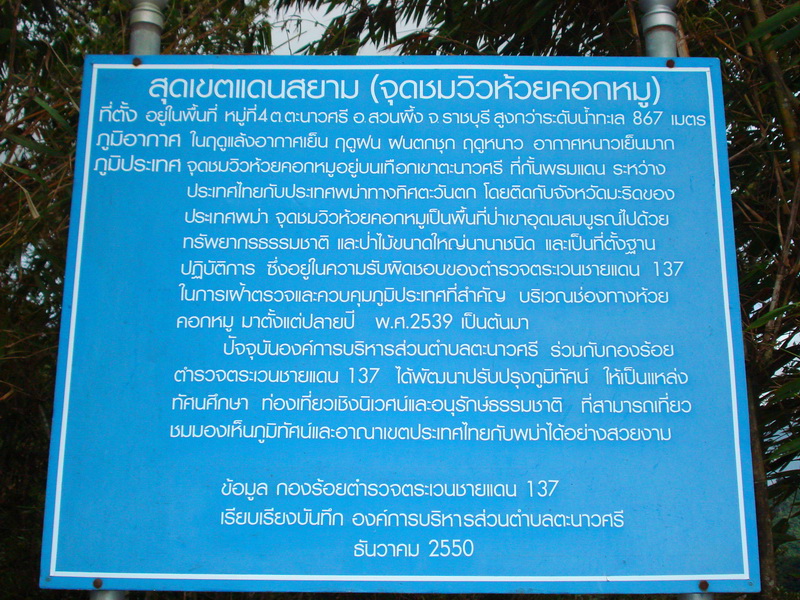 สุดเขตแดนสยาม (จุดชมวิวห้วยคอกหมู)
ที่ตั้ง อยู่ในพื้นที่ หมู่ที่4 ต.ตะนาวศรี อ.สวนผึ้ง จ.ราชบุรี สูงกว่าระดับน้ำทะเล 867 เมตร
ภูมิอากาศ ในฤดูแล้งอากาศเย็น ฤดูฝน ฝนตกชุก ฤดูหนาว อากาศหนาวเย็นมาก
ภูมิประเทศ จุดชมวิวห้วยคอกหมูอยู่บนเทือกเขาตะนาวศรี ที่กั้นพรมแดน ระหว่าง
ประเทศไทยกับประเทศพม่าทางทิศตะวันตก โดยติดกับจังหวัดมะริดของ
ประเทศพม่า จุดชมวิวห้วยคอกหมูเป็นพื้นที่ป่าเขาอุดมสมบูรณ์ไปด้วย
ทรัพยากรธรรมชาติ และป่าไม้ขนาดใหญ่นานาชนิด และเป็นที่ตั้งฐาน
ปฏิบัติการ ซึ่งอยู่ในความรับผิดชอบของตำรวจตระเวนชายแดน 137
ในการเฝ้าตรวจและควบคุมภูมิประเทศที่สำคัญ บริเวณช่องทางห้วย
คอกหมู มาตั้งแต่ปลายปี พ.ศ.2539 เป็นต้นมา
ปัจจุบันองค์การบริหารส่วนตำบลตะนาวศรี ร่วมกับกองร้อย
ตำรวจตระเวนชายแดน 137 ได้พัฒนาปรับปรุงภูมิทัศน์ ให้เป็นแหล่ง
ทัศนศึกษา ท่องเที่ยวเชิงนิเวศน์และอนุรักษ์ธรรมชาติ ที่สามารถเที่ยว
ชมมองเห็นภูมิทัศน์และอาณาเขตประเทศไทยกับพม่าได้อย่างสวยงาม
ข้อมูล กองร้อยตำรวจตระเวนชายแดน 137
เรียบเรียงบันทึก องค์การบริหารส่วนตำบลตะนาวศรี
ธันวาคม 2550